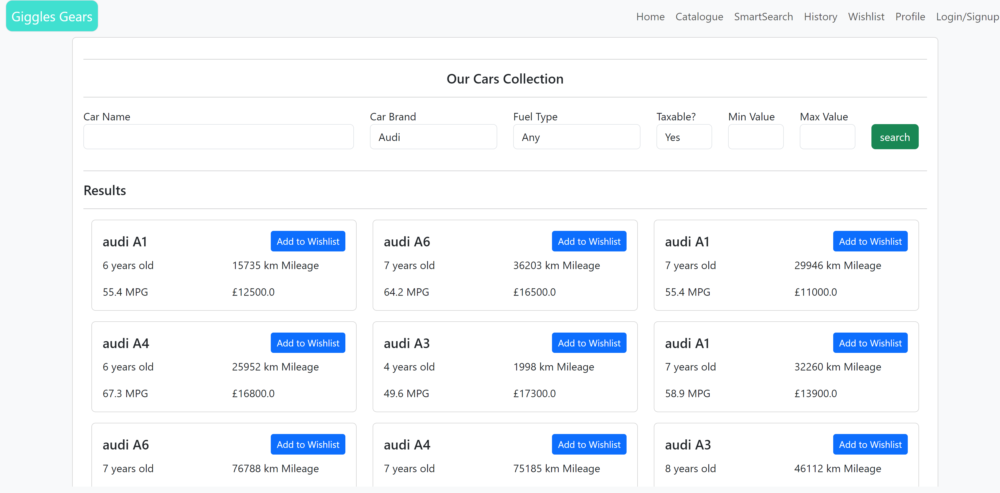 Giggles Gears
Home Catalogue SmartSearch History Wishlist Profile Login/Signup
Our Cars Collection
Car Name Car Brand Fuel Type Taxable? Min Value Max Value
Audi Any Yes search
Results
audi A1 Add to Wishlist
6 years old 15735 km Mileage
55.4 MPG £12500.0
audi A6 Add to Wishlist
7 years old 36203 km Mileage
64.2 MPG £16500.0
audi A1 Add to Wishlist
7 years old 29946 km Mileage
55.4 MPG £11000.0
audi A4 Add to Wishlist
6 years old 25952 km Mileage
67.3 MPG £16800.0
audi A3 Add to Wishlist
4 years old 1998 km Mileage
49.6 MPG £17300.0
audi A1 Add to Wishlist
7 years old 32260 km Mileage
58.9 MPG £13900.0
audi A6 Add to Wishlist
7 years old 76788 km Mileage
audi A4 Add to Wishlist
7 years old 75185 km Mileage
audi A3 Add to Wishlist
8 years old 46112 km Mileage